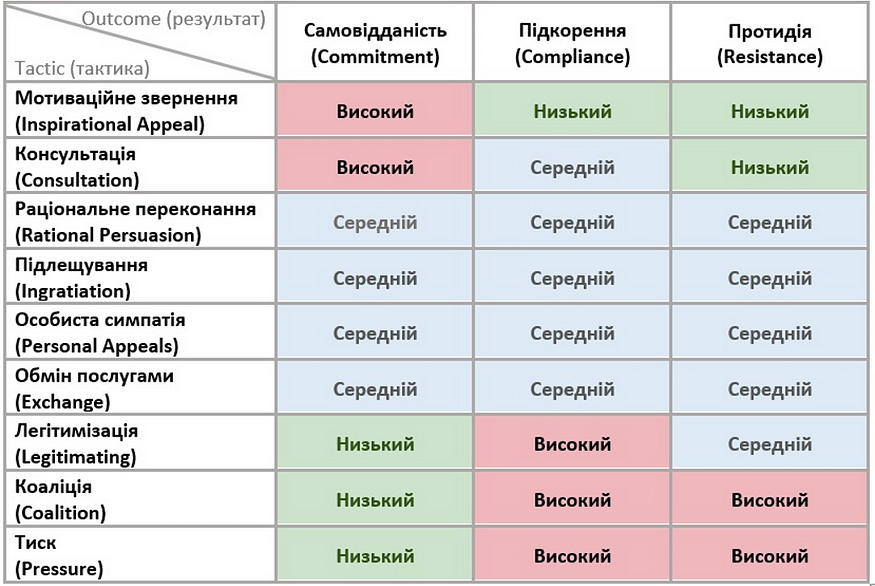 Outcome (результат)
Tactic (тактика)
Самовідданість
(Commitment)
Підкорення
(Compliance)
Протидія
(Resistance)
Мотиваційне звернення
(Inspirational Appeal)
Високий
Низький
Низький
Консультація
(Consultation)
Високий
Середній
Низький
Раціональне переконання
(Rational Persuasion)
Середній
Середній
Середній
Підлещування
(Ingratiation)
Середній
Середній
Середній
Особиста симпатія
(Personal Appeals)
Середній
Середній
Середній
Обмін послугами
(Exchange)
Середній
Середній
Середній
Легітимізація
(Legitimating)
Низький
Високий
Середній
Коаліція
(Coalition)
Низький
Високий
Високий
Тиск
(Pressure)
Низький
Високий
Високий